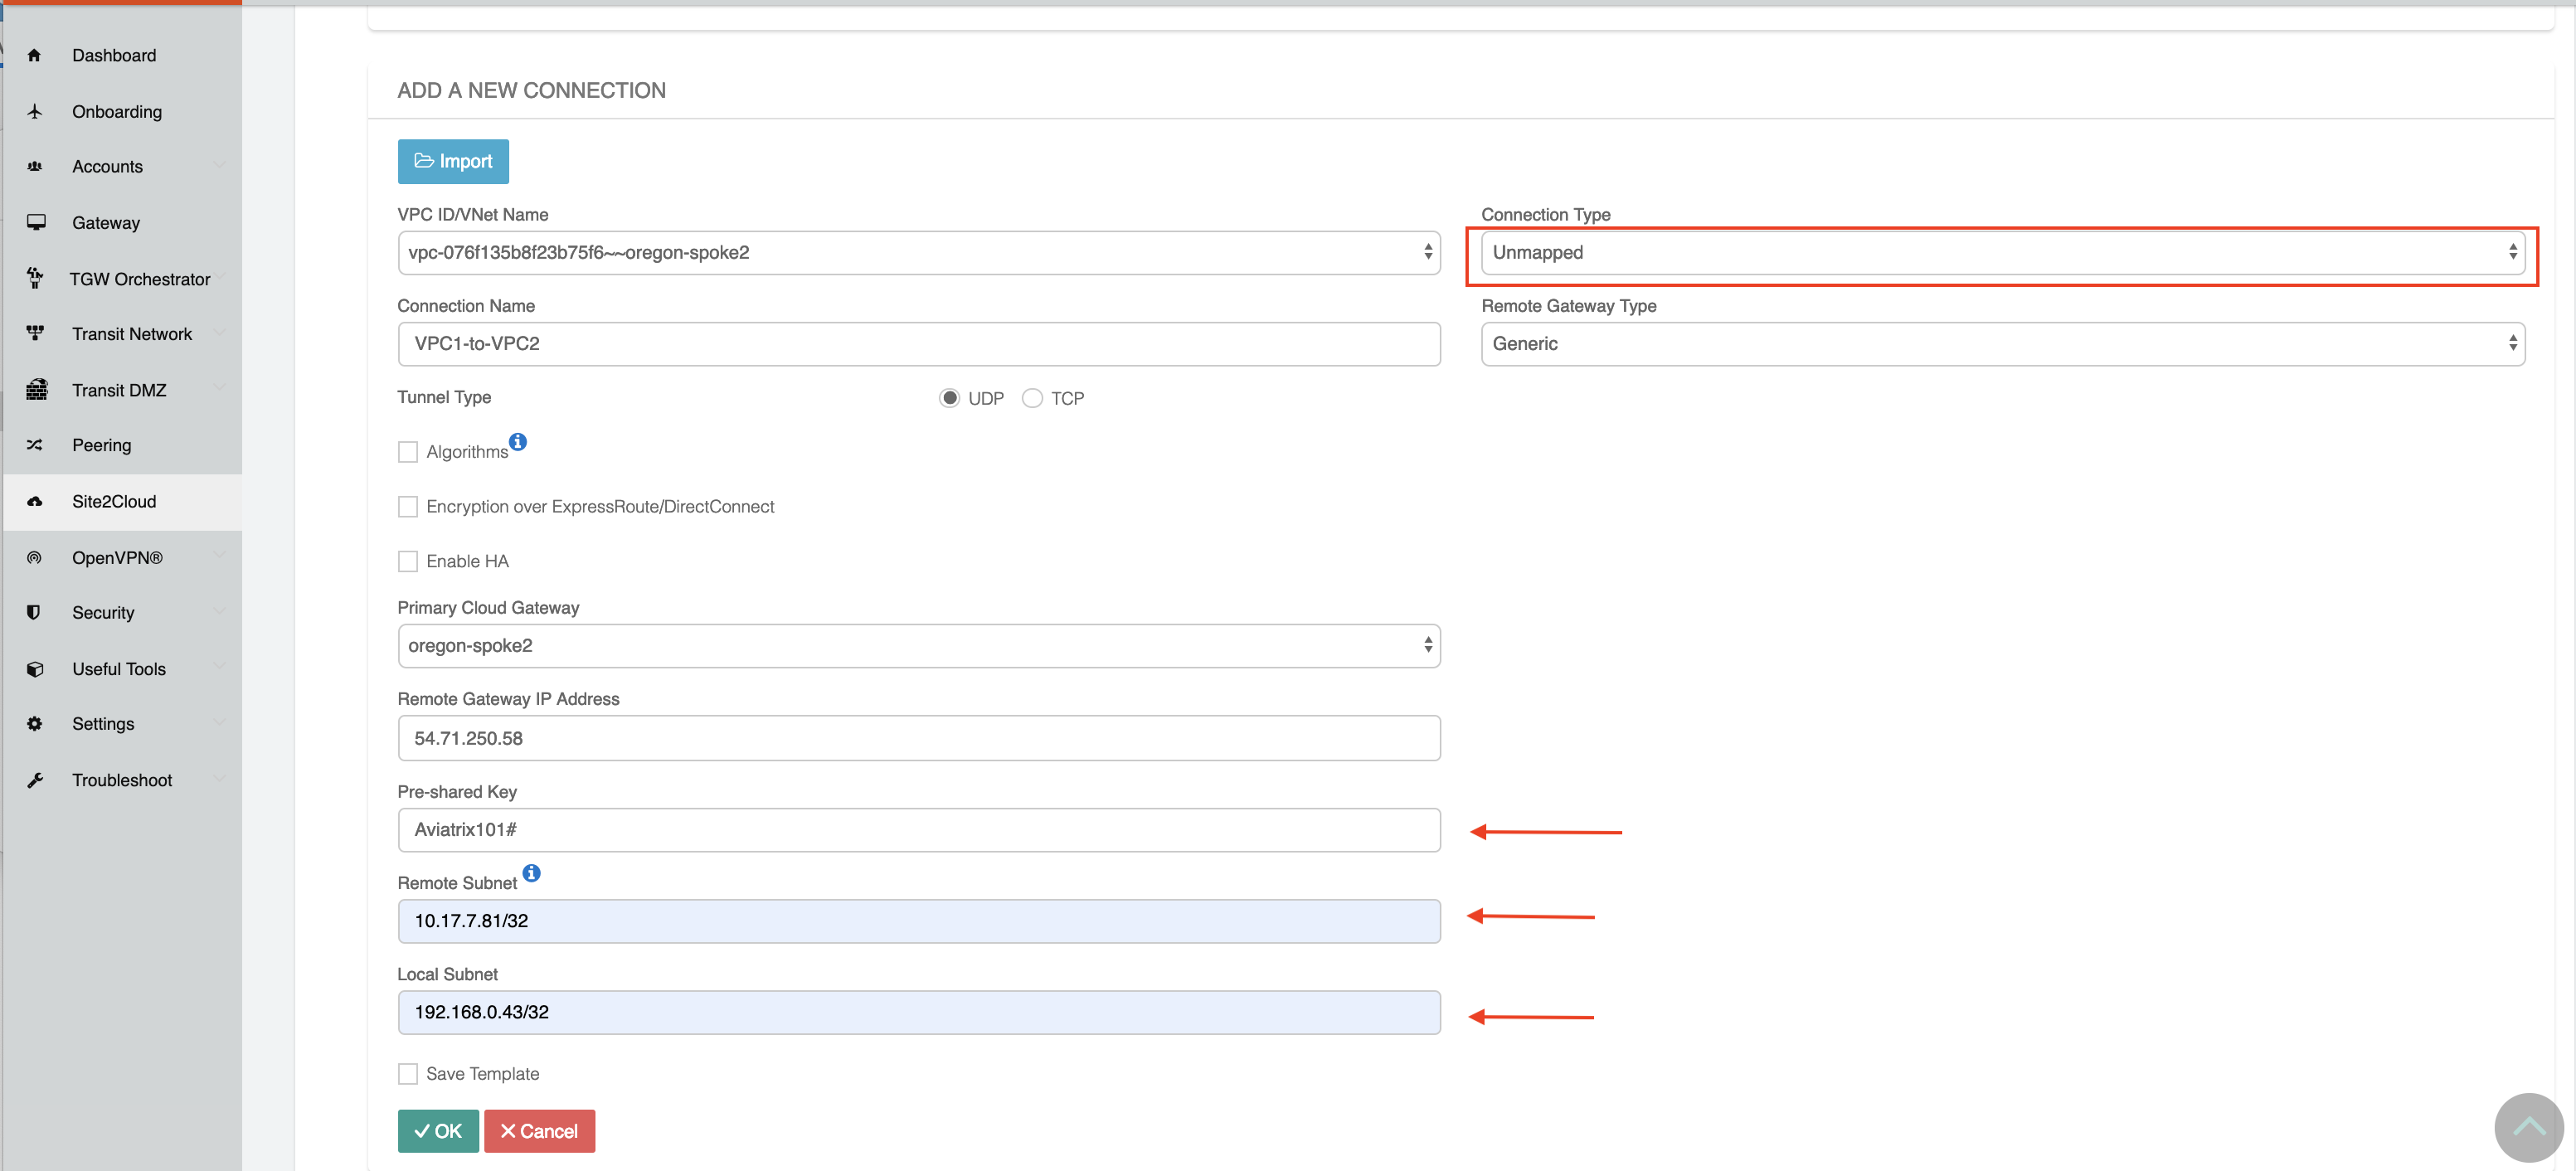 Dashboard
Onboarding
Accounts
Gateway
TGW Orchestrator
Transit Network
Transit DMZ
Peering
Site2Cloud
OpenVPN®
Security
Useful Tools
Settings
Troubleshoot
ADD A NEW CONNECTION
Import
VPC ID/VNet Name
vpc-076f135b8f23b75f6~~oregon-spoke2
Connection Type
Unmapped
Connection Name
VPC1-to-VPC2
Remote Gateway Type
Generic
Tunnel Type
UDP
TCP
Algorithms
Encryption over ExpressRoute/DirectConnect
Enable HA
Primary Cloud Gateway
oregon-spoke2
Remote Gateway IP Address
54.71.250.58
Pre-shared Key
Aviatrix101#
Remote Subnet
10.17.7.81/32
Local Subnet
192.168.0.43/32
Save Template
OK
Cancel